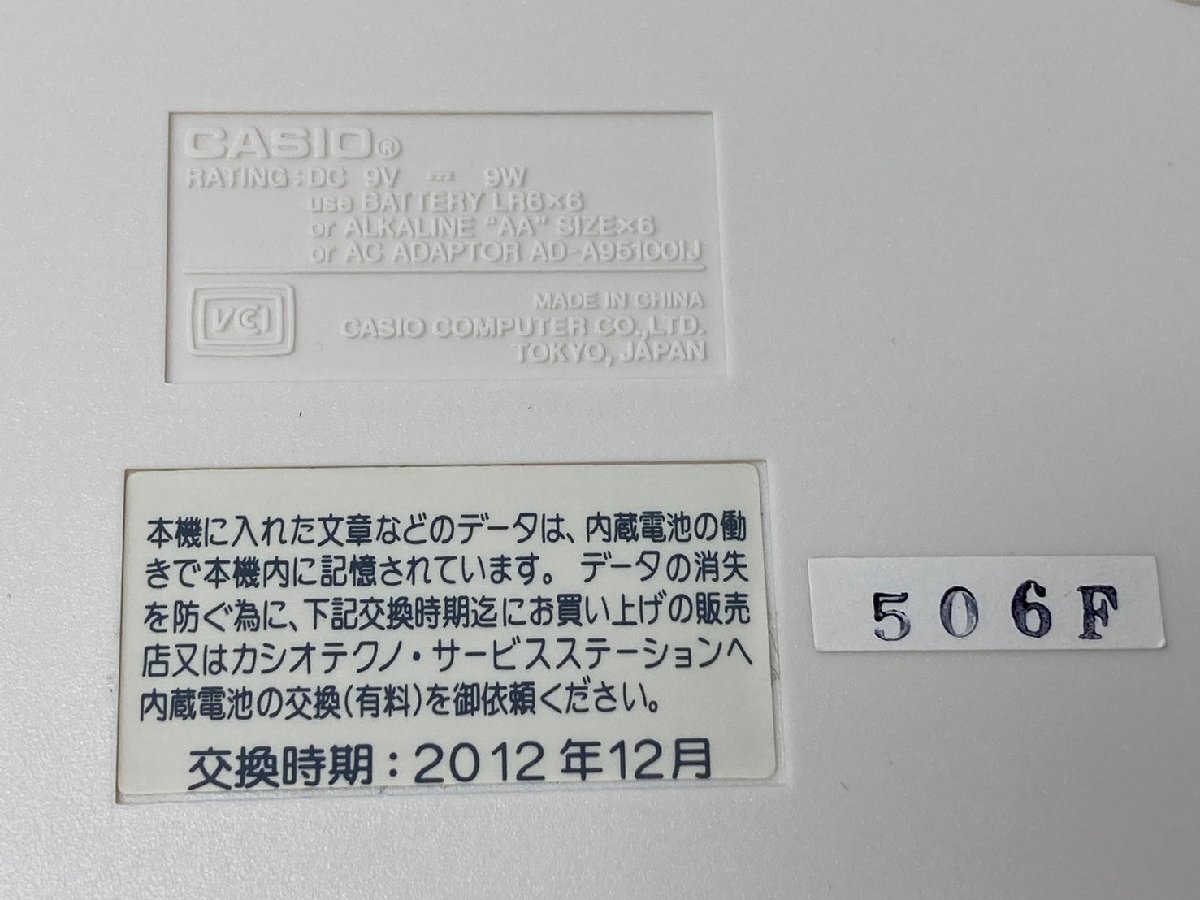 CASIO®
RATING : DC 9V ⎓ 9W
use BATTERY LR6×6
or ALKALINE "AA" SIZE×6
or AC ADAPTOR AD-A95100IJ
VCI
MADE IN CHINA
CASIO COMPUTER CO.,LTD.
TOKYO, JAPAN
本機に入れた文章などのデータは、内蔵電池の働
きで本機内に記憶されています。データの消失
を防ぐ為に、下記交換時期迄にお買い上げの販売
店又はカシオテクノ・サービスステーションへ
内蔵電池の交換(有料)を御依頼ください。
交換時期：2012年12月
506F